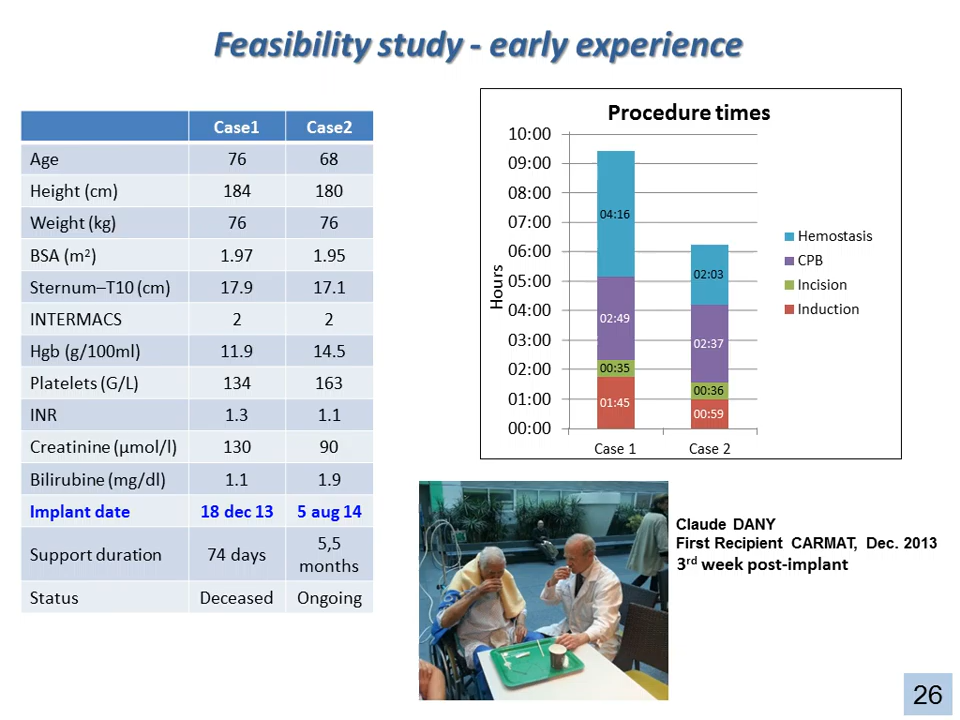 Feasibility study - early experience
Case1 Case2
Age 76 68
Height (cm) 184 180
Weight (kg) 76 76
BSA (m²) 1.97 1.95
Sternum–T10 (cm) 17.9 17.1
INTERMACS 2 2
Hgb (g/100ml) 11.9 14.5
Platelets (G/L) 134 163
INR 1.3 1.1
Creatinine (µmol/l) 130 90
Bilirubine (mg/dl) 1.1 1.9
Implant date 18 dec 13 5 aug 14
Support duration 74 days 5,5 months
Status Deceased Ongoing
Procedure times
Hours
10:00
09:00
08:00
07:00
06:00
05:00
04:00
03:00
02:00
01:00
00:00
04:16
02:49
00:35
01:45
02:03
02:37
00:36
00:59
Case 1 Case 2
Hemostasis
CPB
Incision
Induction
Claude DANY
First Recipient CARMAT, Dec. 2013
3rd week post-implant
26